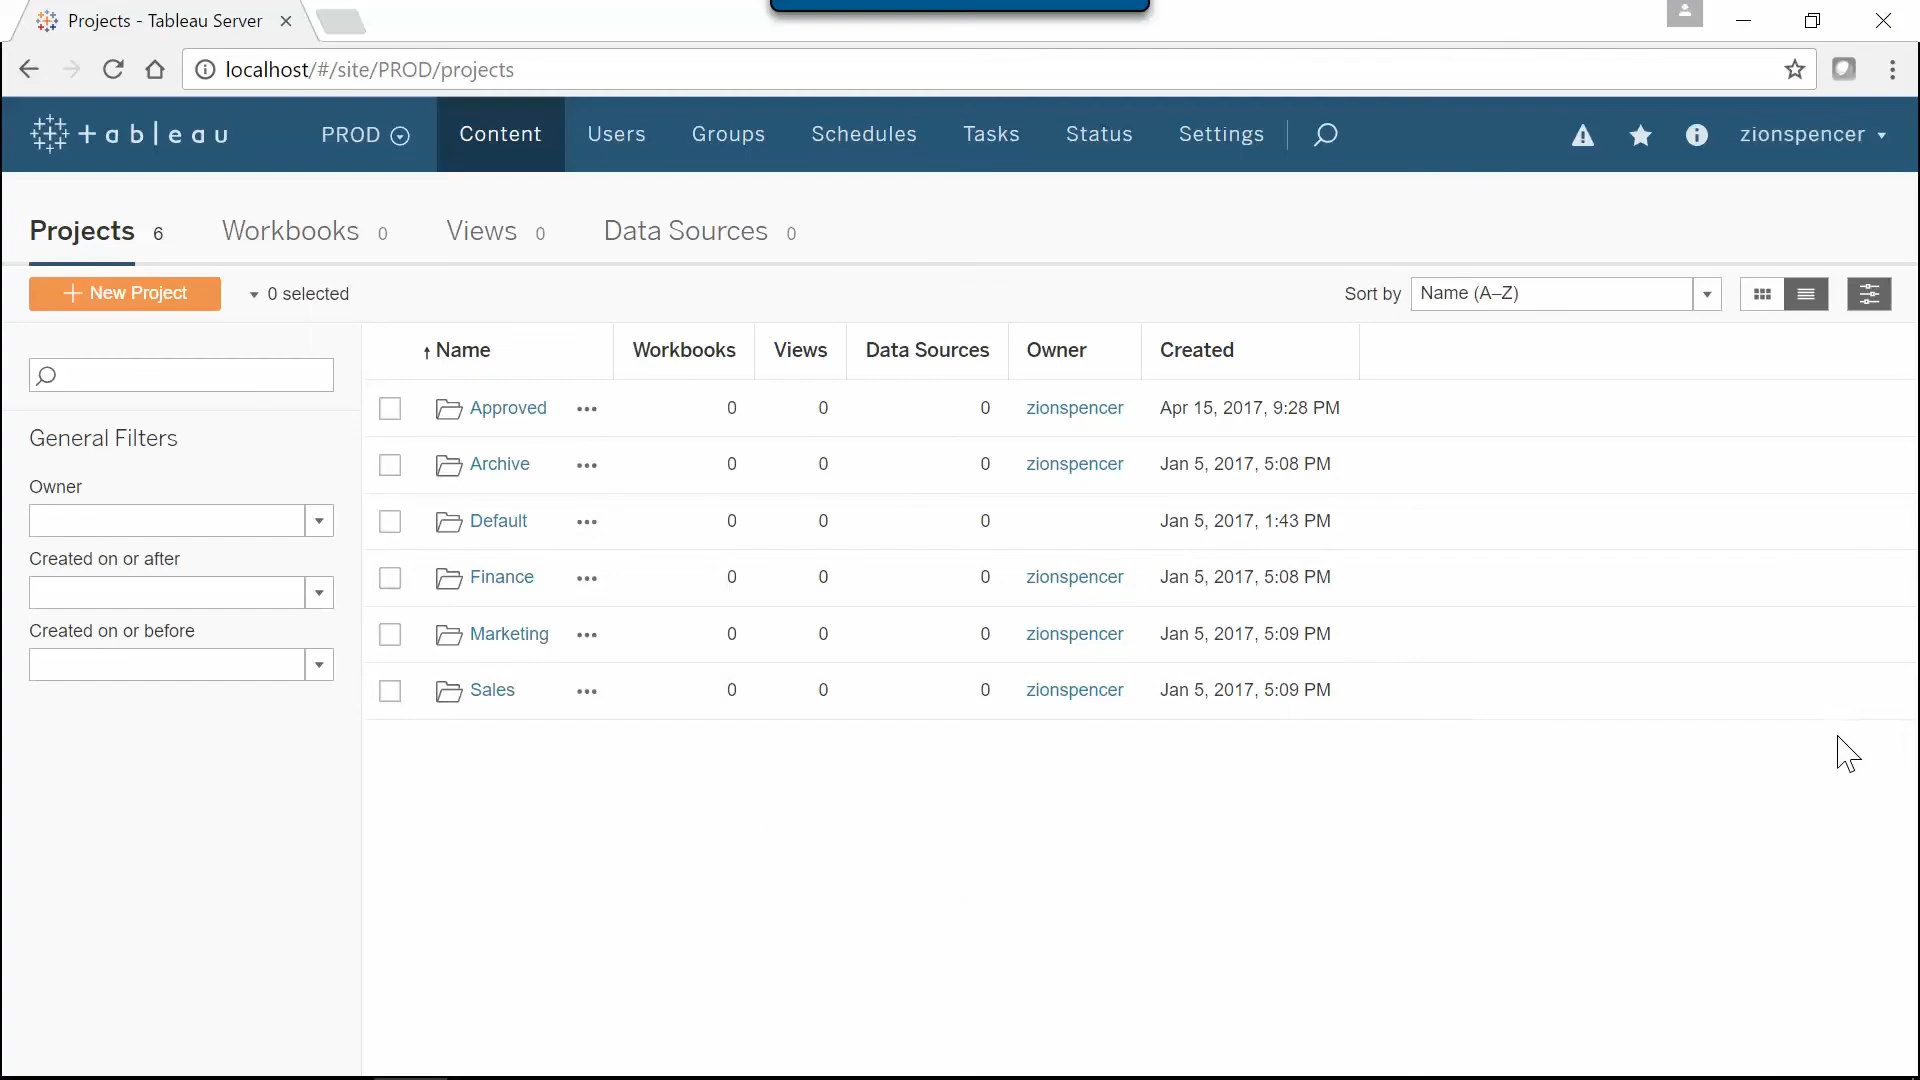 Projects - Tableau Server
localhost/#/site/PROD/projects
+ a b l e a u PROD Content Users Groups Schedules Tasks Status Settings zionspencer
Projects 6 Workbooks 0 Views 0 Data Sources 0
New Project 0 selected Sort by Name (A–Z)
Name Workbooks Views Data Sources Owner Created
Approved ••• 0 0 0 zionspencer Apr 15, 2017, 9:28 PM
General Filters
Archive ••• 0 0 0 zionspencer Jan 5, 2017, 5:08 PM
Owner
Default ••• 0 0 0 Jan 5, 2017, 1:43 PM
Created on or after
Finance ••• 0 0 0 zionspencer Jan 5, 2017, 5:08 PM
Created on or before
Marketing ••• 0 0 0 zionspencer Jan 5, 2017, 5:09 PM
Sales ••• 0 0 0 zionspencer Jan 5, 2017, 5:09 PM